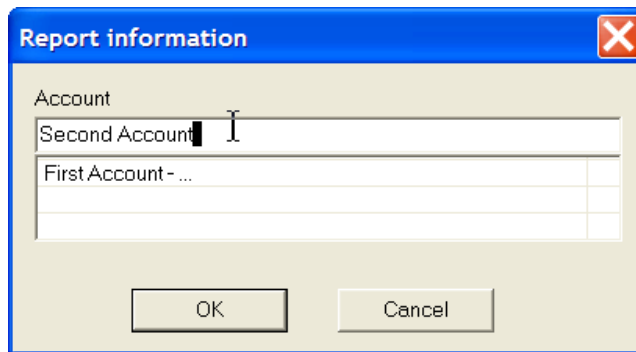 Report information
Account
Second Account
First Account - ...
OK Cancel